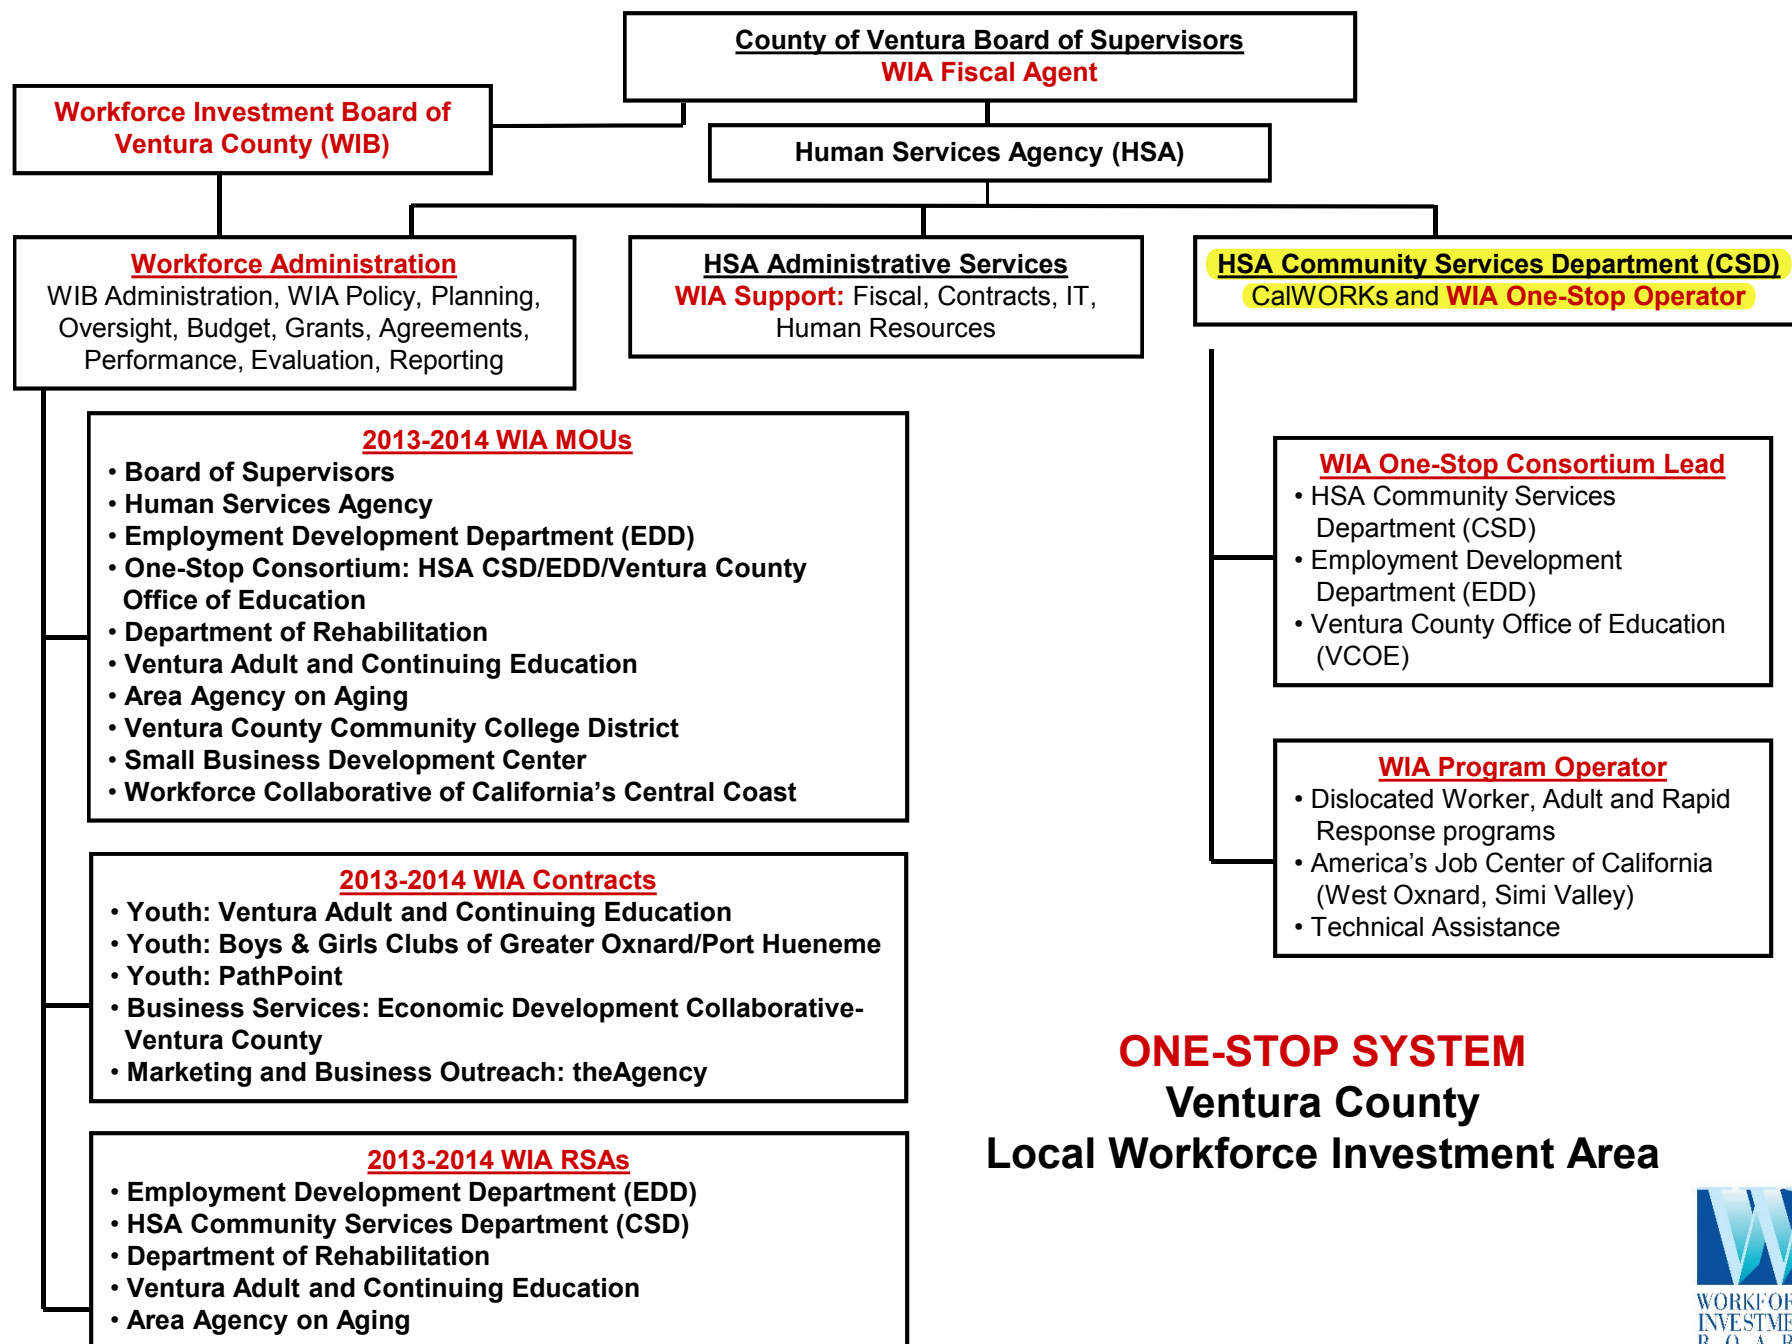 County of Ventura Board of Supervisors
WIA Fiscal Agent
Workforce Investment Board of
Ventura County (WIB)
Human Services Agency (HSA)
Workforce Administration
WIB Administration, WIA Policy, Planning,
Oversight, Budget, Grants, Agreements,
Performance, Evaluation, Reporting
HSA Administrative Services
WIA Support: Fiscal, Contracts, IT,
Human Resources
HSA Community Services Department (CSD)
CalWORKs and WIA One-Stop Operator
2013-2014 WIA MOUs
• Board of Supervisors
• Human Services Agency
• Employment Development Department (EDD)
• One-Stop Consortium: HSA CSD/EDD/Ventura County
Office of Education
• Department of Rehabilitation
• Ventura Adult and Continuing Education
• Area Agency on Aging
• Ventura County Community College District
• Small Business Development Center
• Workforce Collaborative of California’s Central Coast
WIA One-Stop Consortium Lead
• HSA Community Services
Department (CSD)
• Employment Development
Department (EDD)
• Ventura County Office of Education
(VCOE)
WIA Program Operator
• Dislocated Worker, Adult and Rapid
Response programs
• America’s Job Center of California
(West Oxnard, Simi Valley)
• Technical Assistance
2013-2014 WIA Contracts
• Youth: Ventura Adult and Continuing Education
• Youth: Boys & Girls Clubs of Greater Oxnard/Port Hueneme
• Youth: PathPoint
• Business Services: Economic Development Collaborative-
Ventura County
• Marketing and Business Outreach: theAgency
2013-2014 WIA RSAs
• Employment Development Department (EDD)
• HSA Community Services Department (CSD)
• Department of Rehabilitation
• Ventura Adult and Continuing Education
• Area Agency on Aging
ONE-STOP SYSTEM
Ventura County
Local Workforce Investment Area